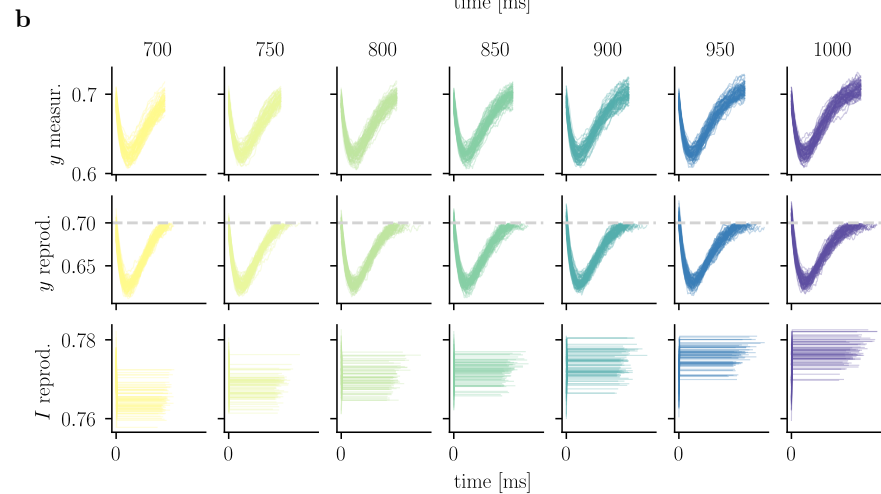 time [ms]
b
700 750 800 850 900 950 1000
y measur.
0.7
0.6
y reprod.
0.70
0.65
I reprod.
0.78
0.76
0 0 0 0 0 0 0
time [ms]